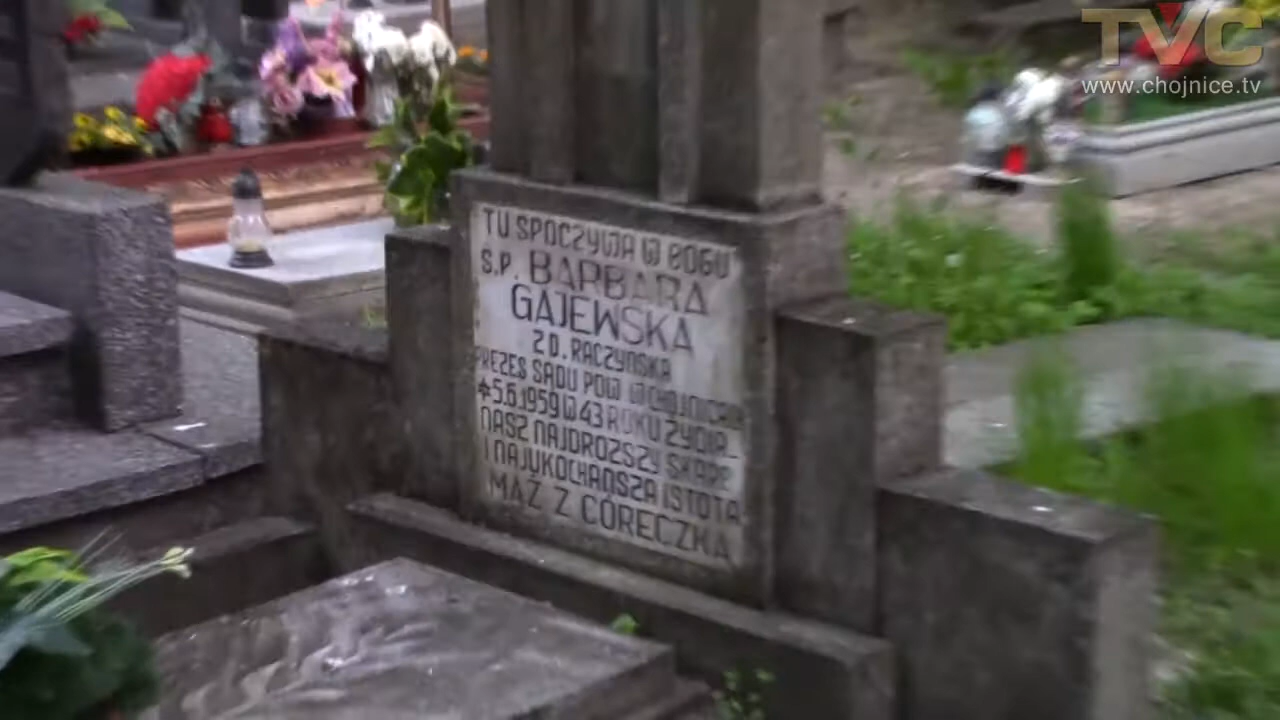 TVC
www.chojnice.tv
TU SPOCZYWA W BOGU
Ś.P. BARBARA
GAJEWSKA
Z D. RACZYŃSKA
PREZES SĄDU POW W CHOJNICACH
5.6.1959 W 43 ROKU ŻYCIA
NASZ NAJDROŻSZY SKARB
I NAJUKOCHAŃSZA ISTOTA
MĄŻ Z CÓRECZKĄ